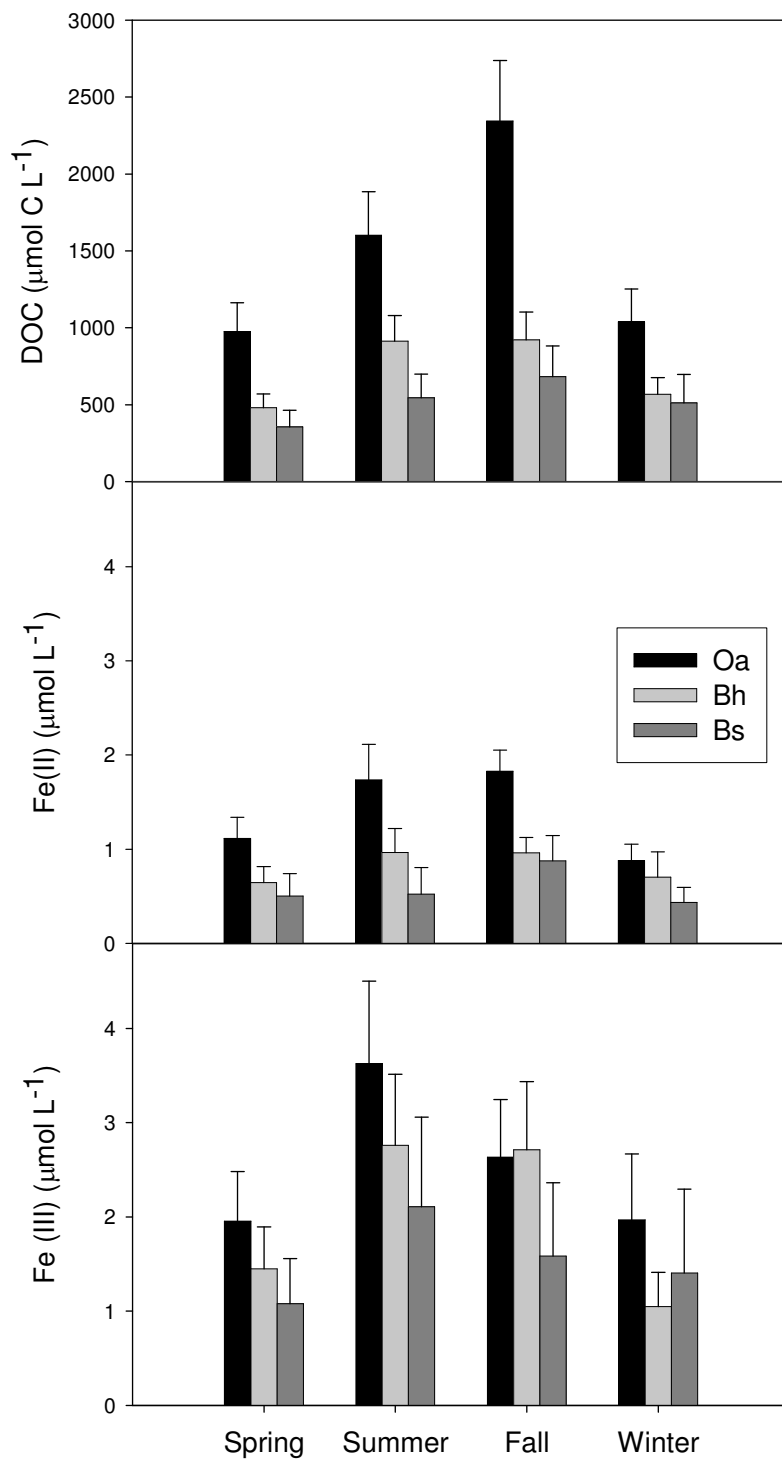 3000
2500
2000
1500
1000
500
0
DOC (μmol C L⁻¹)
4
3
2
1
0
Fe(II) (μmol L⁻¹)
Oa
Bh
Bs
4
3
2
1
0
Fe (III) (μmol L⁻¹)
Spring Summer Fall Winter